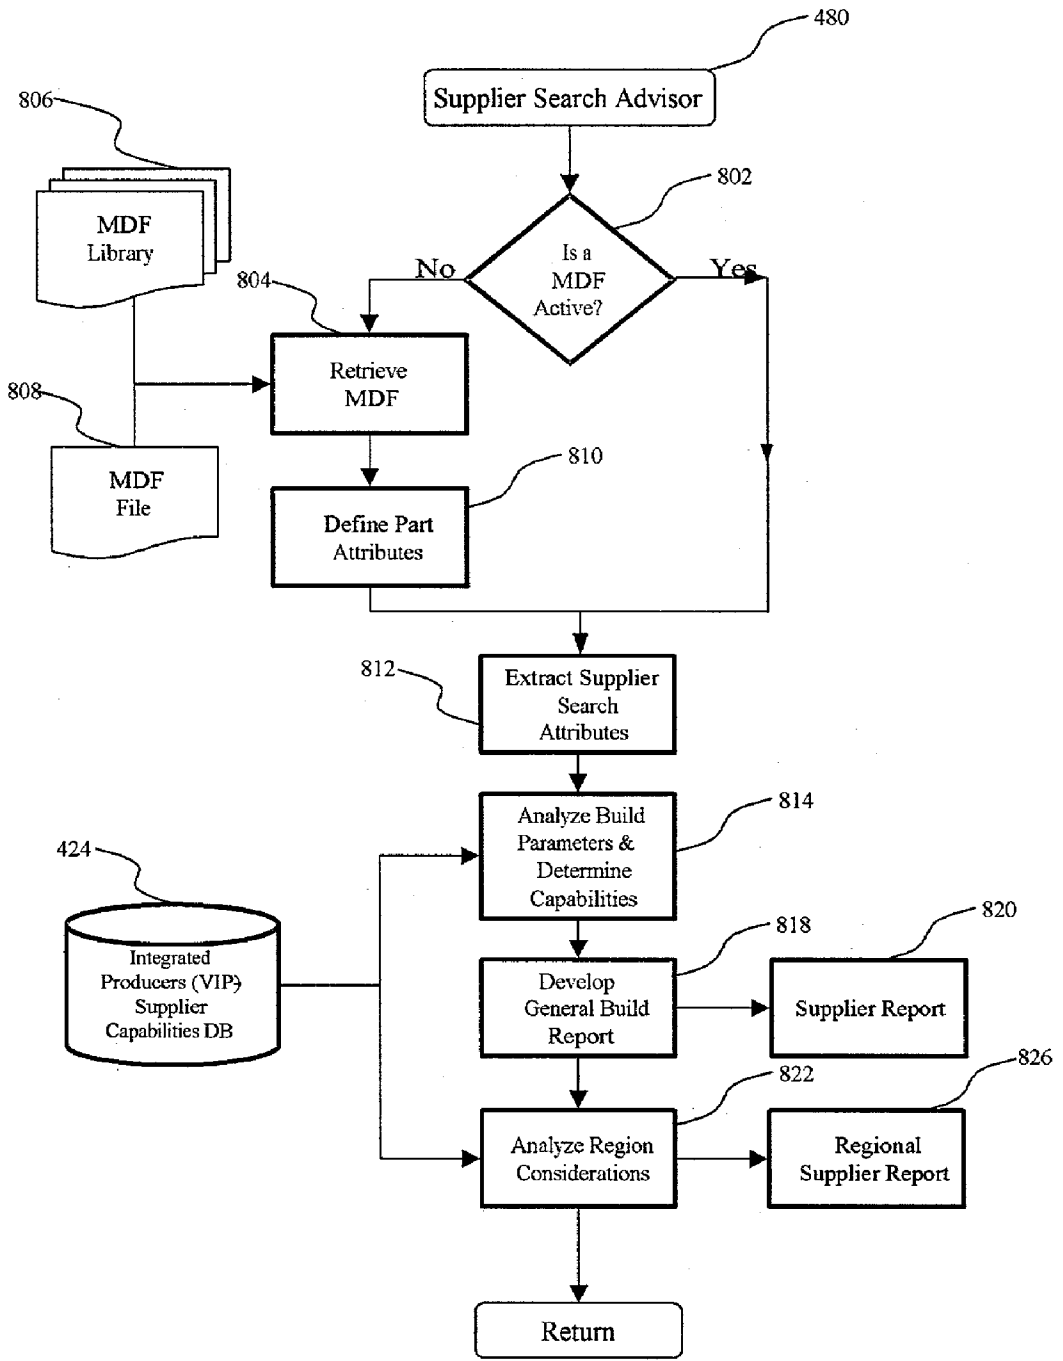 480
Supplier Search Advisor
806
802
MDF
Library
Is a
MDF
Active?
No
Yes
804
Retrieve
MDF
808
MDF
File
810
Define Part
Attributes
812
Extract Supplier
Search
Attributes
814
Analyze Build
Parameters &
Determine
Capabilities
424
Integrated
Producers (VIP)
Supplier
Capabilities DB
818
820
Develop
General Build
Report
Supplier Report
822
826
Analyze Region
Considerations
Regional
Supplier Report
Return